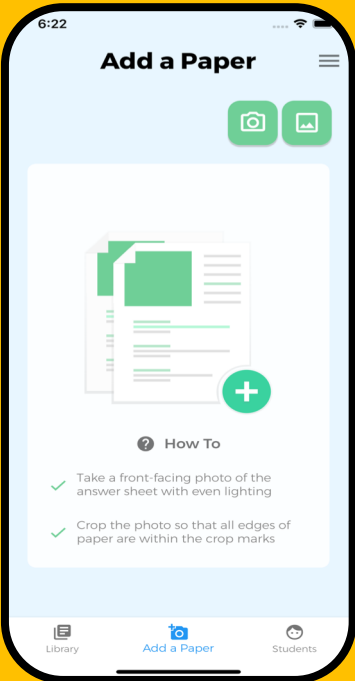 6:22
Add a Paper
How To
Take a front-facing photo of the
answer sheet with even lighting
Crop the photo so that all edges of
paper are within the crop marks
Library
Add a Paper
Students